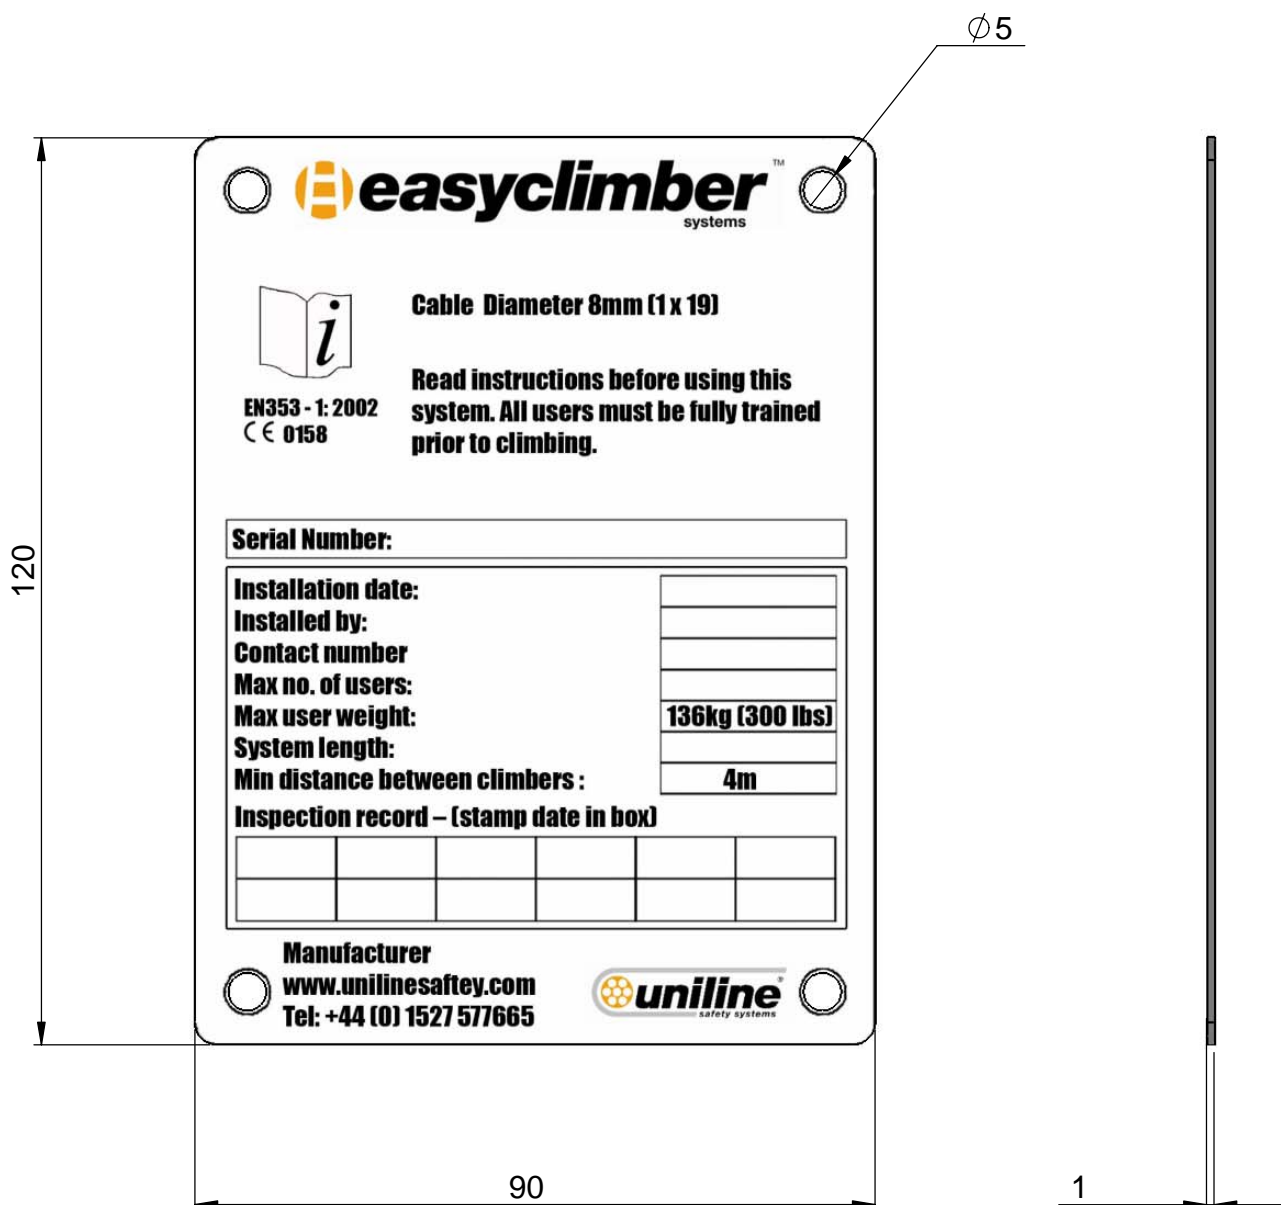 ⌀5
easyclimber™
systems
i
Cable Diameter 8mm (1 x 19)
Read instructions before using this
system. All users must be fully trained
prior to climbing.
EN353 - 1: 2002
CE 0158
120
Serial Number:
Installation date:
Installed by:
Contact number
Max no. of users:
Max user weight: 136kg (300 lbs)
System length:
Min distance between climbers : 4m
Inspection record – (stamp date in box)
Manufacturer
www.unilinesaftey.com
Tel: +44 (0) 1527 577665
uniline®
safety systems
90
1